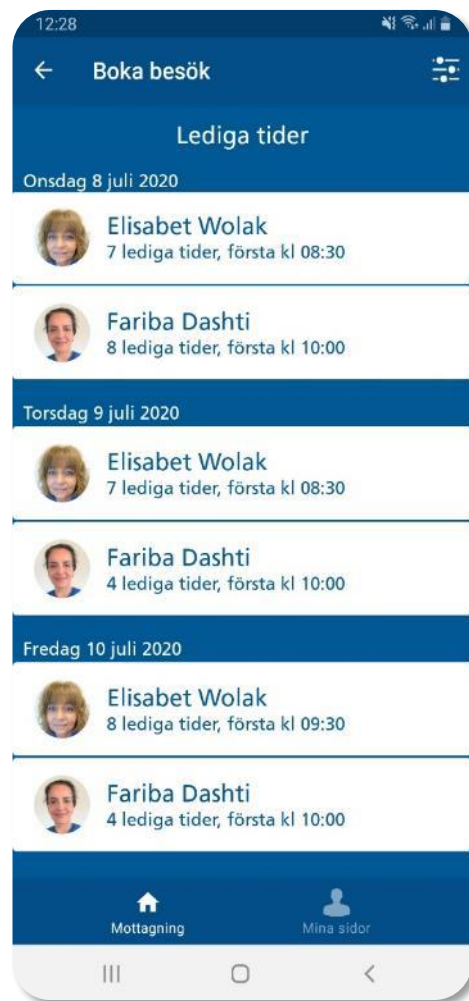 12:28
Boka besök
Lediga tider
Onsdag 8 juli 2020
Elisabet Wolak
7 lediga tider, första kl 08:30
Fariba Dashti
8 lediga tider, första kl 10:00
Torsdag 9 juli 2020
Elisabet Wolak
7 lediga tider, första kl 08:30
Fariba Dashti
4 lediga tider, första kl 10:00
Fredag 10 juli 2020
Elisabet Wolak
8 lediga tider, första kl 09:30
Fariba Dashti
4 lediga tider, första kl 10:00
Mottagning
Mina sidor